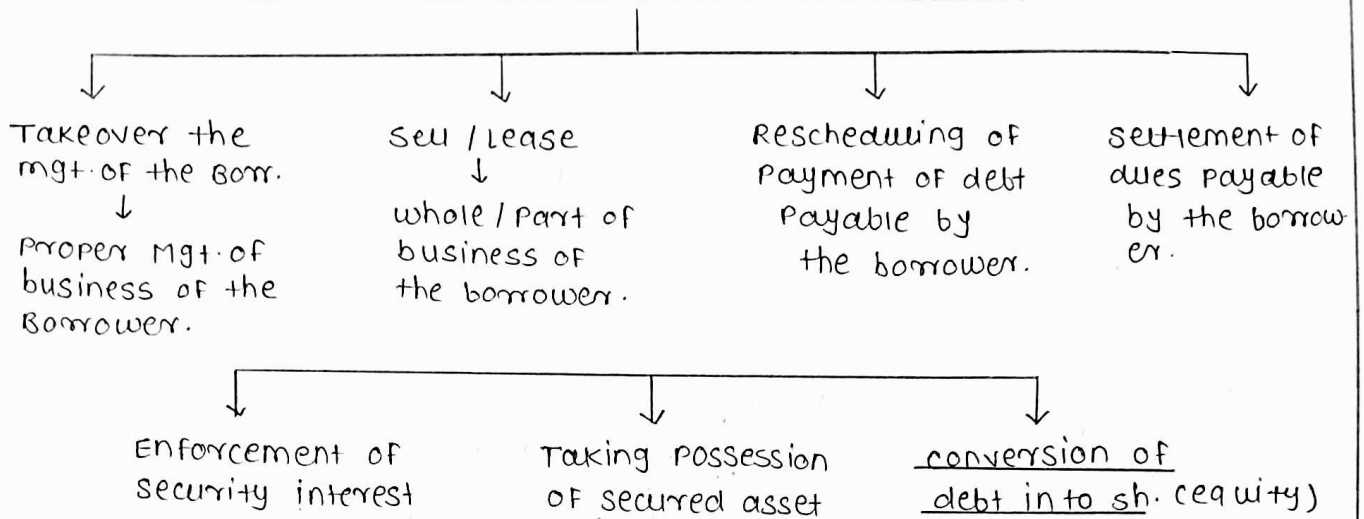 Takeover the
mgt. of the Borr.
↓
Proper Mgt. of
business of the
Borrower.
sell / Lease
↓
whole / Part of
business of
the borrower.
Rescheduling of
Payment of debt
Payable by
the borrower.
settlement of
dues payable
by the borrow
er.
Enforcement of
security interest
Taking Possession
of secured asset
conversion of
debt in to sh. (equity)